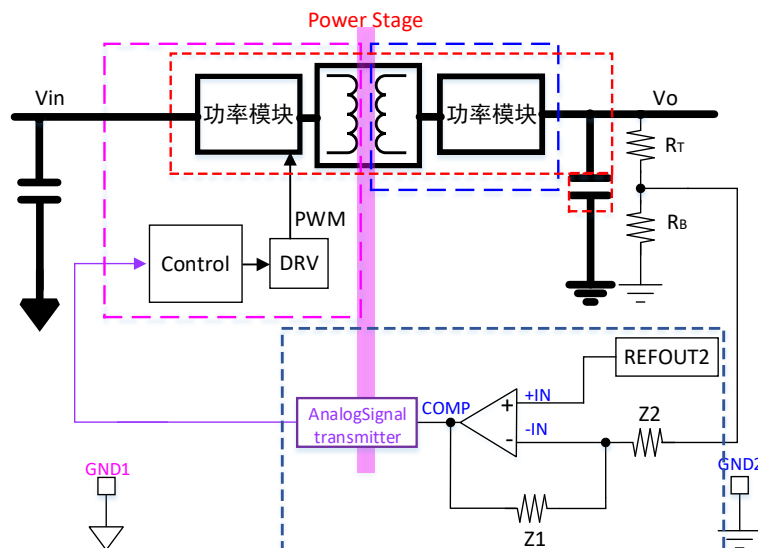 Power Stage
Vin
功率模块
功率模块
Vo
RT
PWM
RB
Control
DRV
REFOUT2
AnalogSignal
transmitter
COMP
+IN
-IN
+
-
Z2
GND1
GND2
Z1